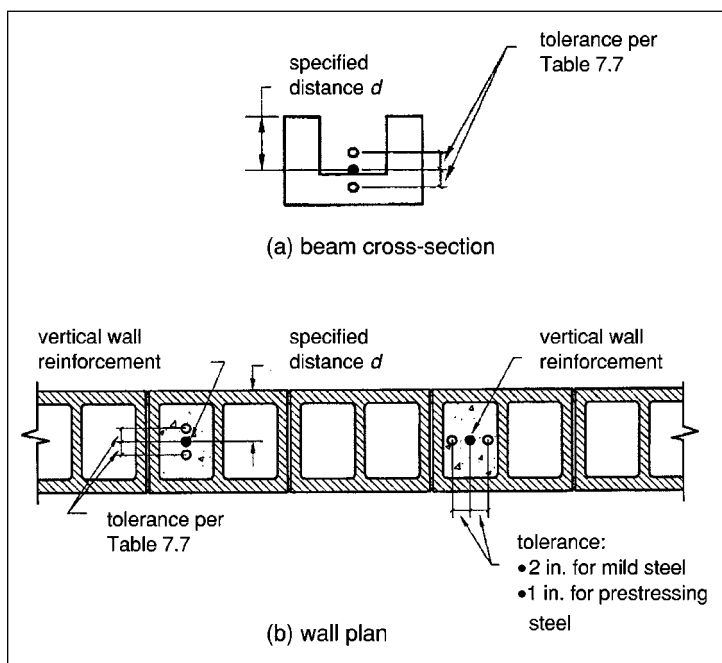 tolerance per
Table 7.7
specified
distance d
(a) beam cross-section
vertical wall
reinforcement
specified
distance d
vertical wall
reinforcement
tolerance per
Table 7.7
tolerance:
•2 in. for mild steel
•1 in. for prestressing
steel
(b) wall plan